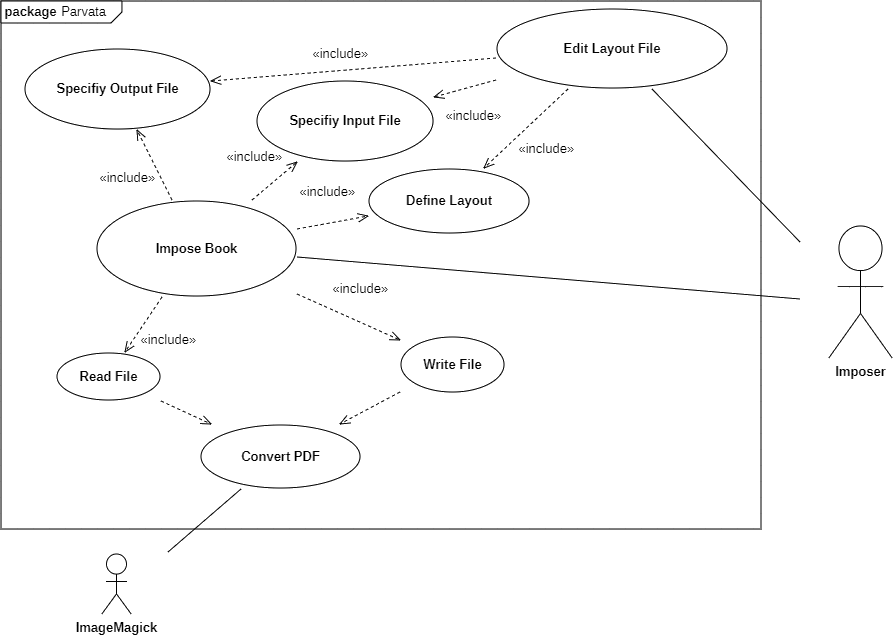 package Parvata
Edit Layout File
«include»
Specifiy Output File
Specifiy Input File
«include»
«include»
«include»
«include»
«include»
Define Layout
Impose Book
«include»
«include»
Write File
Read File
Imposer
Convert PDF
ImageMagick